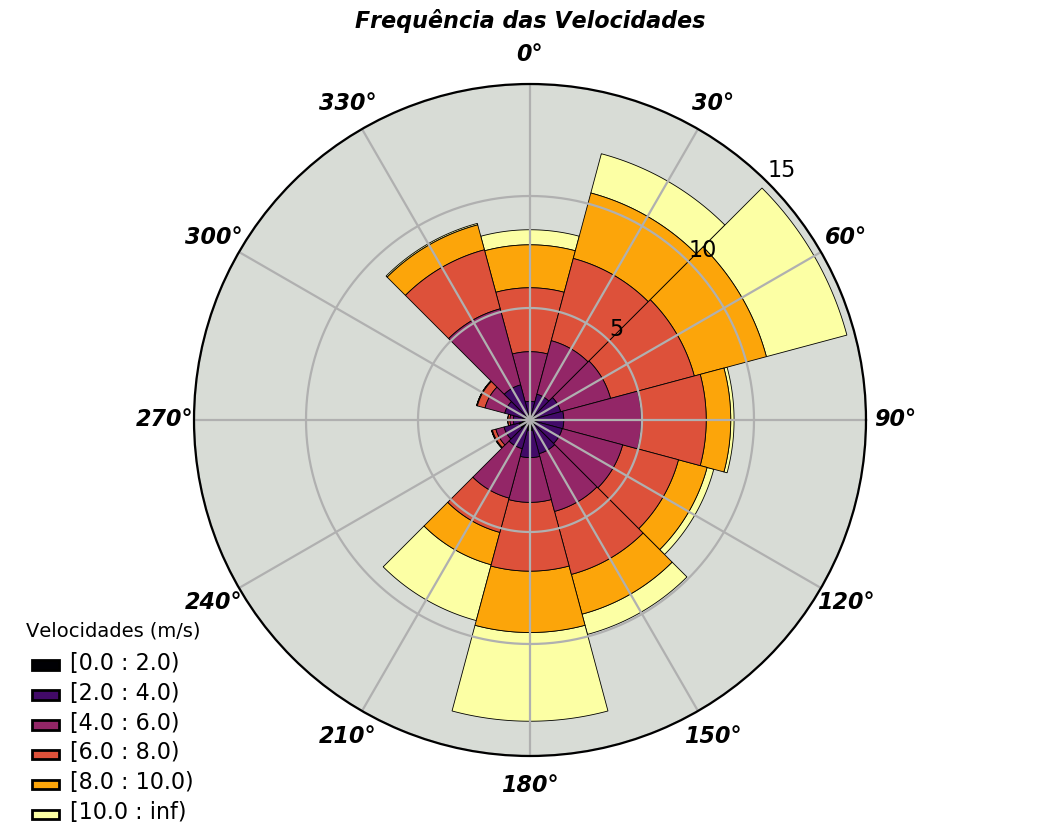 Frequência das Velocidades
0°
330°
30°
15
300°
60°
10
5
270°
90°
240°
120°
210°
150°
180°
Velocidades (m/s)
[0.0 : 2.0)
[2.0 : 4.0)
[4.0 : 6.0)
[6.0 : 8.0)
[8.0 : 10.0)
[10.0 : inf)